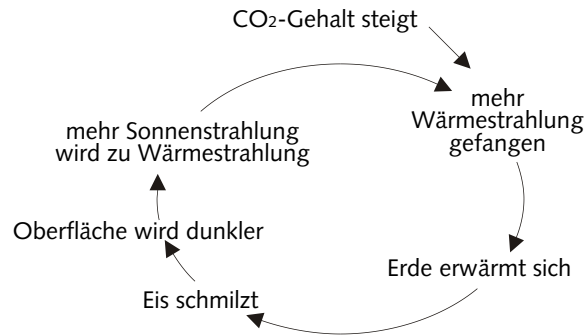 CO2-Gehalt steigt
mehr
Wärmestrahlung
gefangen
Erde erwärmt sich
Eis schmilzt
Oberfläche wird dunkler
mehr Sonnenstrahlung
wird zu Wärmestrahlung